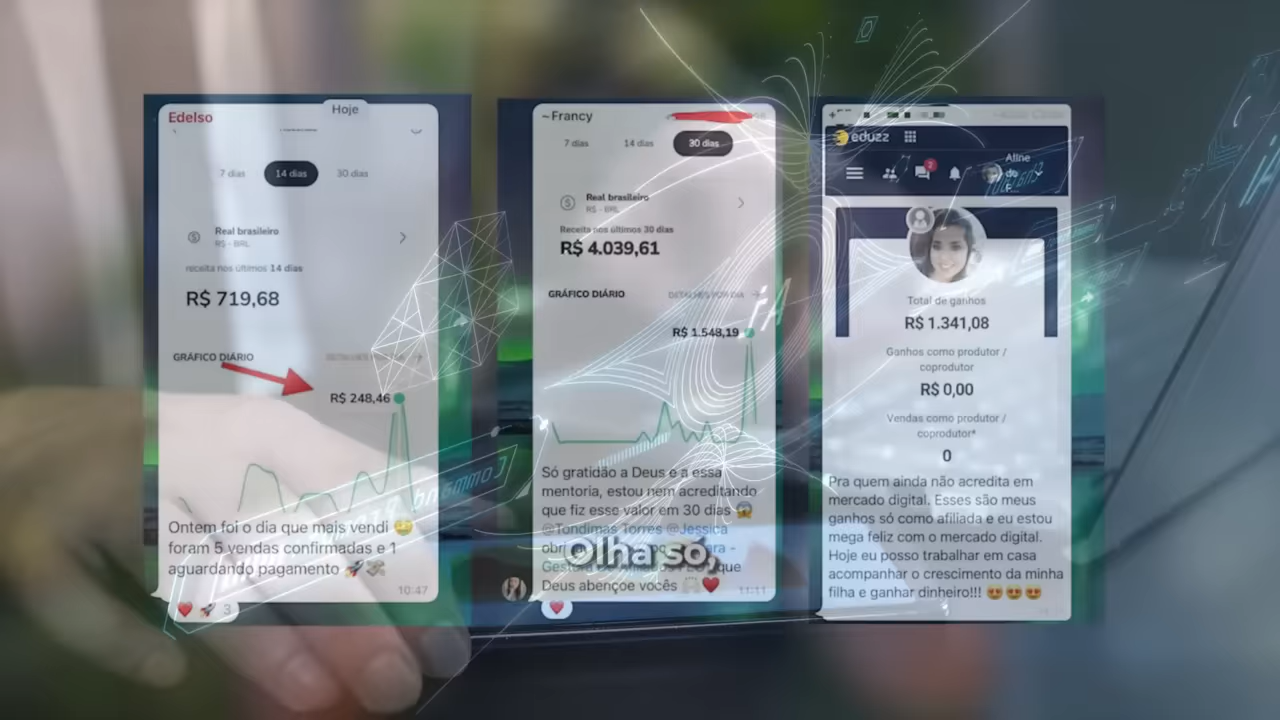 Edelso
Hoje
7 dias
14 dias
30 dias
Real brasileiro
R$ - BRL
receita nos últimos 14 dias
R$ 719,68
GRÁFICO DIÁRIO
R$ 248,46
Ontem foi o dia que mais vendi 🤑
foram 5 vendas confirmadas e 1
aguardando pagamento 🚀💸
10:47
❤️ 🚀 3
~Francy
7 dias
14 dias
30 dias
Real brasileiro
R$ - BRL
Receita nos últimos 30 dias
R$ 4.039,61
GRÁFICO DIÁRIO
DETALHES POR DIA
R$ 1.548,19
Só gratidão a Deus e a essa
mentoria, estou nem acreditando
que fiz esse valor em 30 dias 😱
@Tondimas Torres @Jessica
Deus abençoe vocês 🙌❤️
11:11
eduzz
2
Aline
de
Total de ganhos
R$ 1.341,08
Ganhos como produtor /
coprodutor
R$ 0,00
Vendas como produtor /
coprodutor*
0
Pra quem ainda não acredita em
mercado digital. Esses são meus
ganhos só como afiliada e eu estou
mega feliz com o mercado digital.
Hoje eu posso trabalhar em casa
acompanhar o crescimento da minha
filha e ganhar dinheiro!!! 😍😍😍
Olha só,